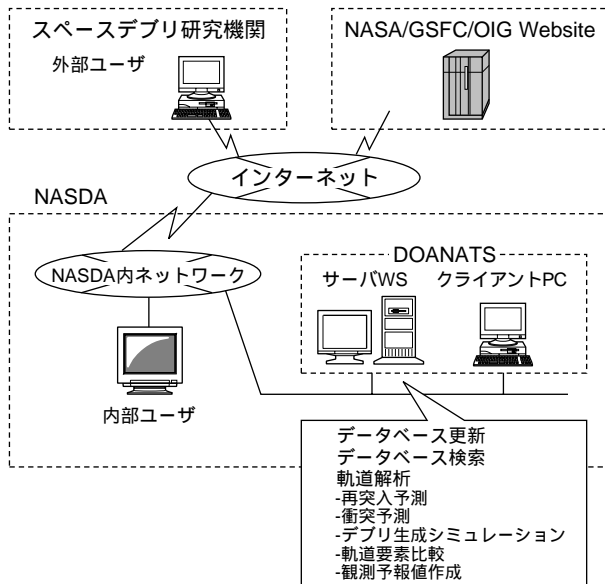 スペースデブリ研究機関
外部ユーザ
NASA/GSFC/OIG Website
インターネット
NASDA
NASDA内ネットワーク
内部ユーザ
DOANATS
サーバWS
クライアントPC
データベース更新
データベース検索
軌道解析
-再突入予測
-衝突予測
-デブリ生成シミュレーション
-軌道要素比較
-観測予報値作成